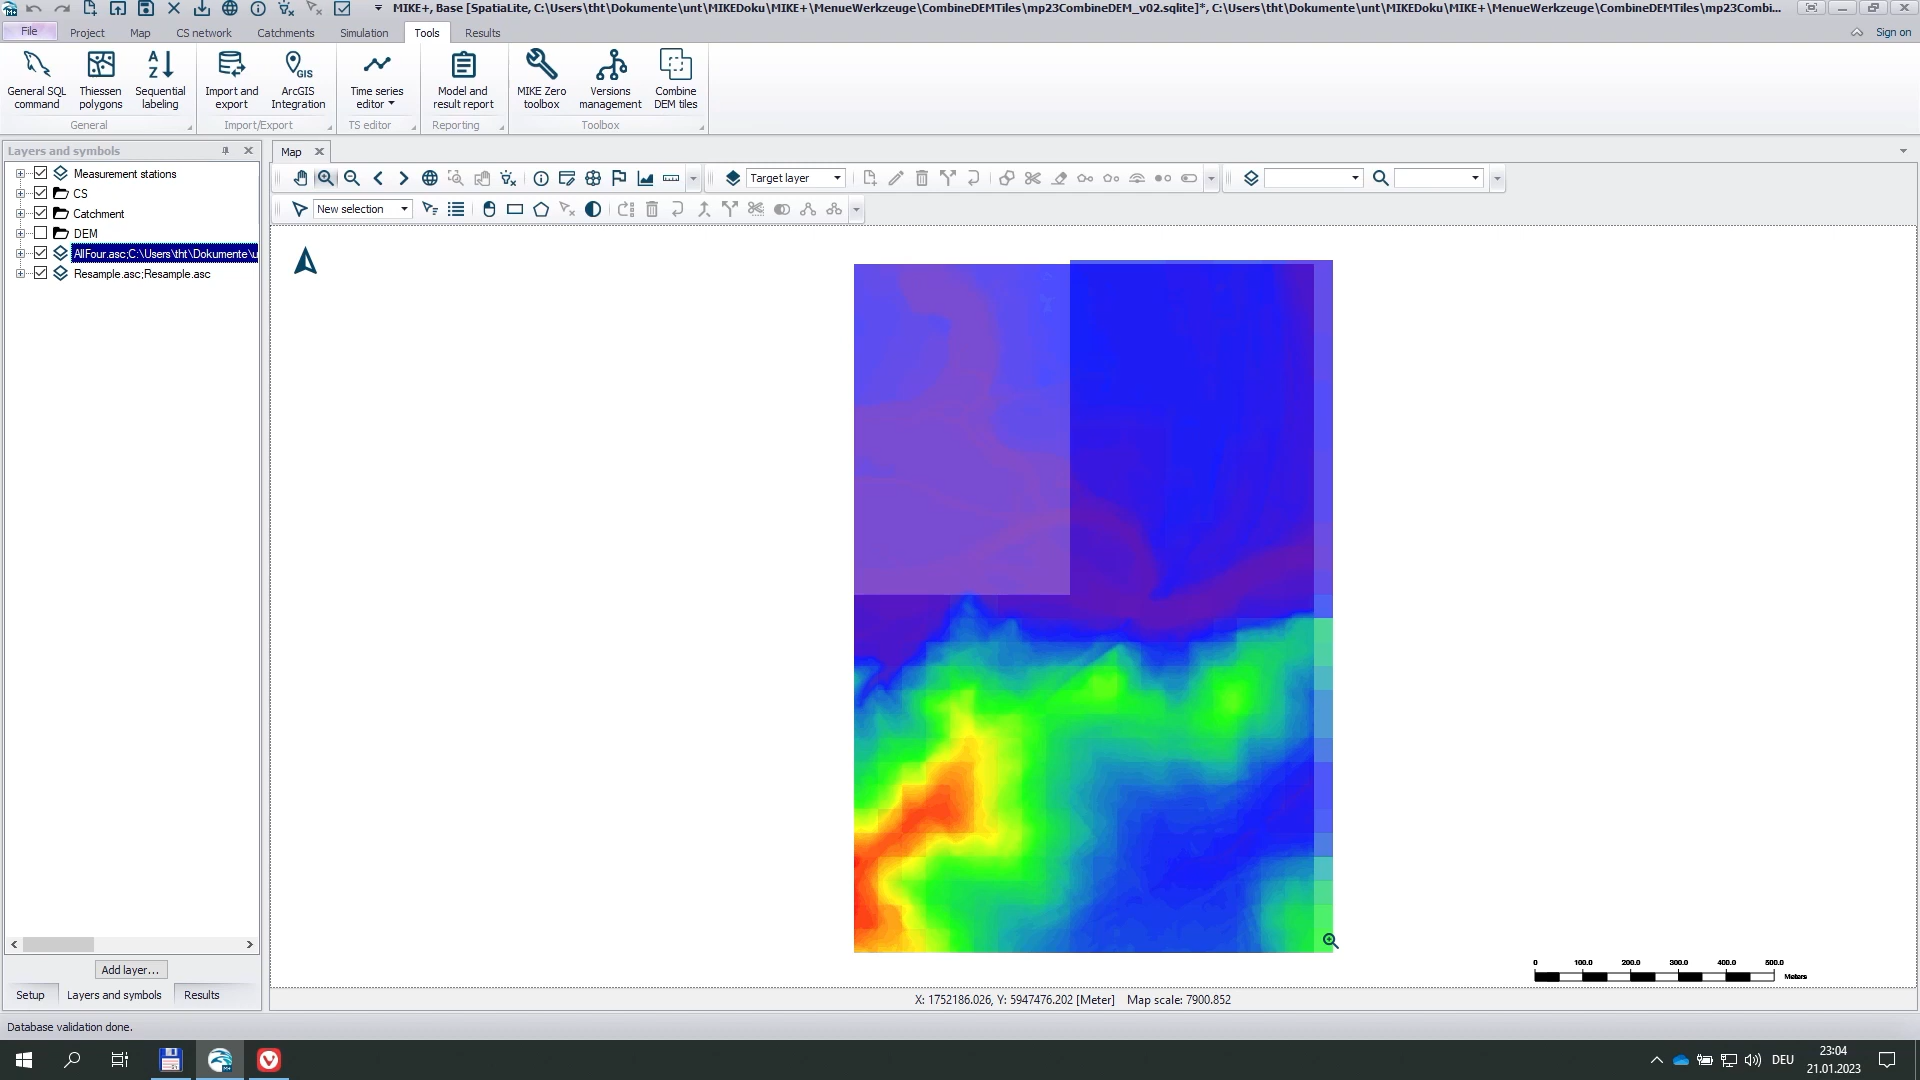 MIKE+, Base [SpatiaLite, C:\Users\tht\Dokumente\unt\MIKEDoku\MIKE+\MenueWerkzeuge\CombineDEMTiles\mp23CombineDEM_v02.sqlite]*, C:\Users\tht\Dokumente\unt\MIKEDoku\MIKE+\MenueWerkzeuge\CombineDEMTiles\mp23Combi...
File Project Map CS network Catchments Simulation Tools Results Sign on
General SQL command
Thiessen polygons
Sequential labeling
Import and export
ArcGIS Integration
Time series editor
Model and result report
MIKE Zero toolbox
Versions management
Combine DEM tiles
General Import/Export TS editor Reporting Toolbox
Layers and symbols
Map
Measurement stations
CS
Catchment
DEM
AllFour.asc;C:\Users\tht\Dokumente\u
Resample.asc;Resample.asc
Target layer
New selection
0 100.0 200.0 300.0 400.0 500.0
Meters
Add layer...
Setup Layers and symbols Results
X: 1752186.026, Y: 5947476.202 [Meter] Map scale: 7900.852
Database validation done.
DEU
23:04
21.01.2023